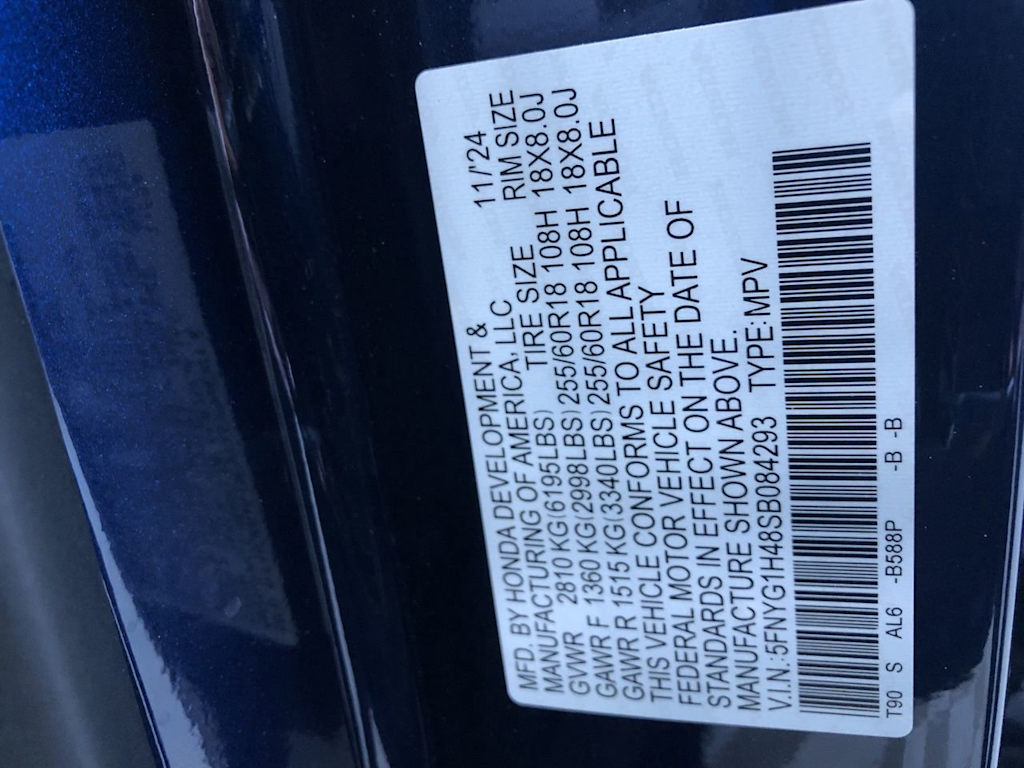 MFD. BY HONDA DEVELOPMENT &
MANUFACTURING OF AMERICA, LLC 11/'24
TIRE SIZE RIM SIZE
GVWR 2810 KG(6195LBS)
GAWR F 1360 KG(2998LBS) 255/60R18 108H 18X8.0J
GAWR R 1515 KG(3340LBS) 255/60R18 108H 18X8.0J
THIS VEHICLE CONFORMS TO ALL APPLICABLE
FEDERAL MOTOR VEHICLE SAFETY
STANDARDS IN EFFECT ON THE DATE OF
MANUFACTURE SHOWN ABOVE.
V.I.N.:5FNYG1H48SB084293 TYPE:MPV
T90 S AL6 -B588P -B -B